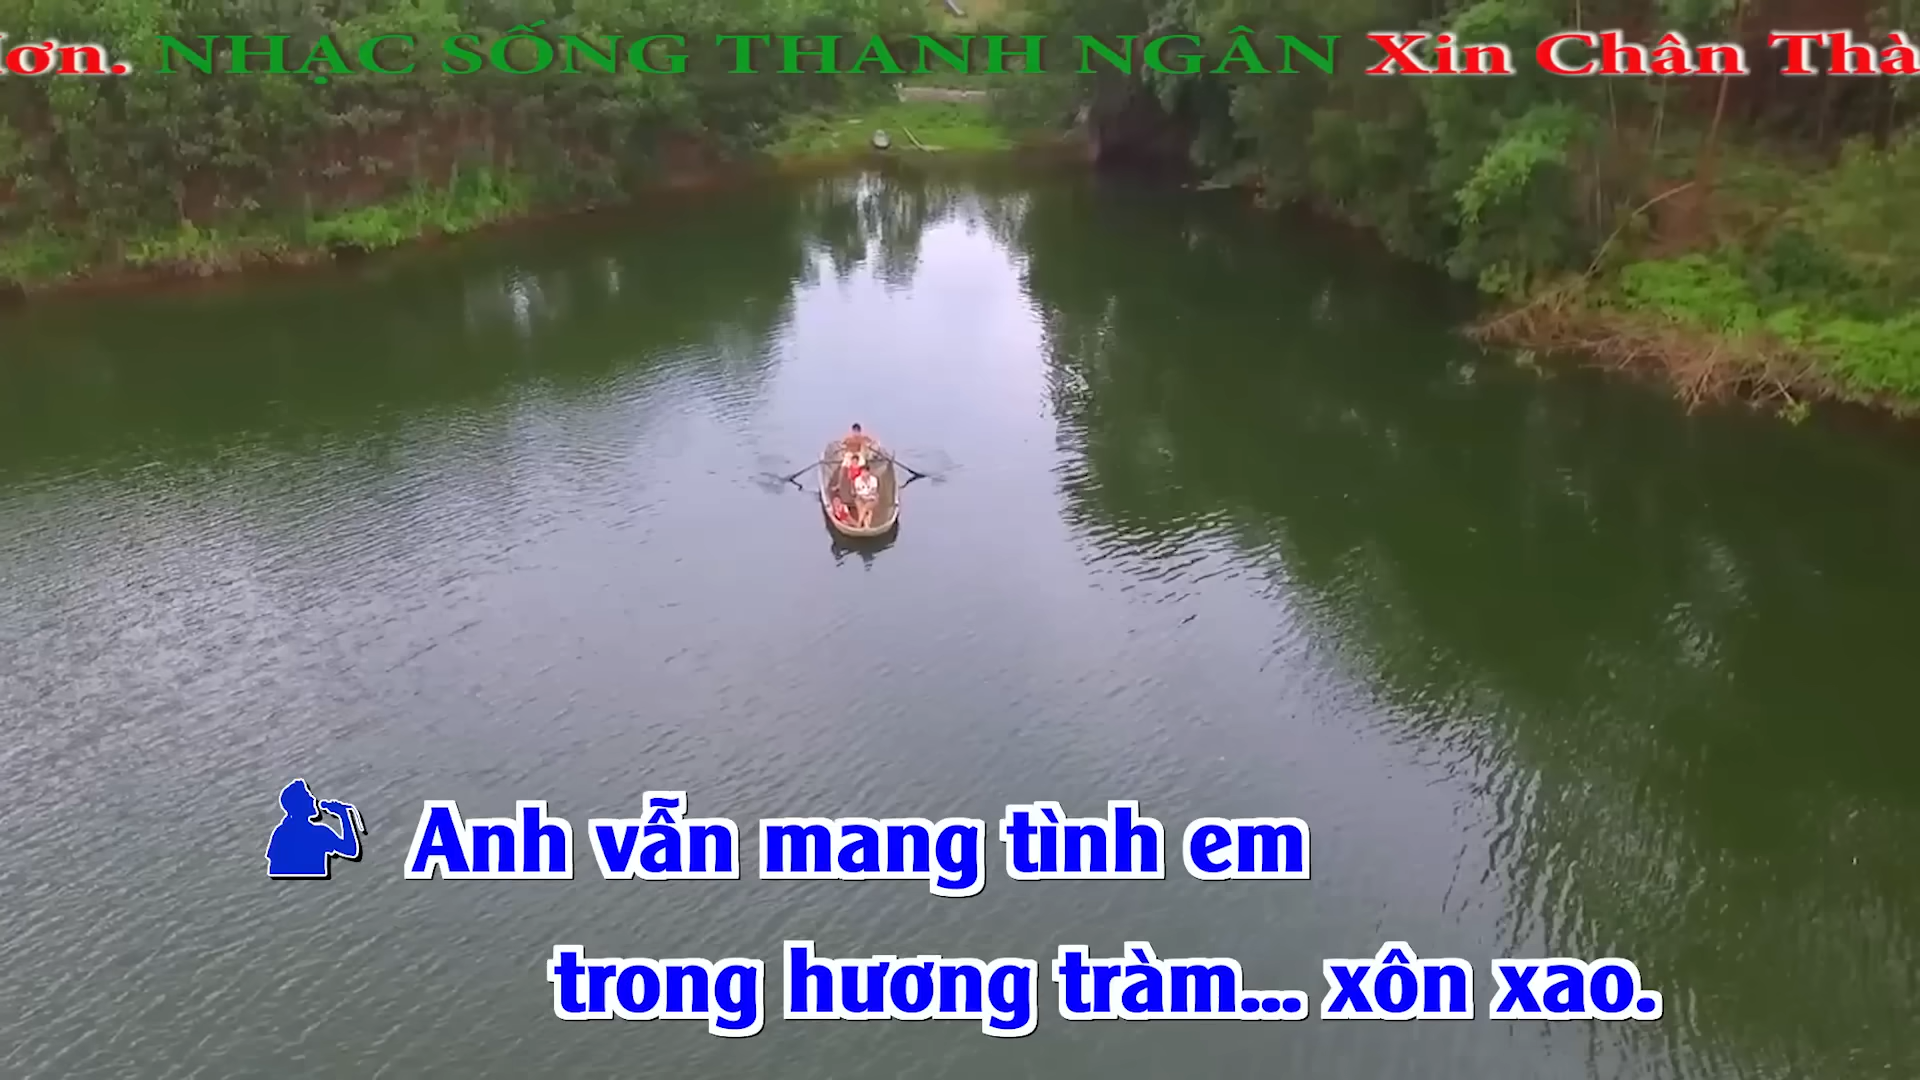 ơn. NHẠC SỐNG THANH NGÂN Xin Chân Thà
Anh vẫn mang tình em
trong hương tràm... xôn xao.